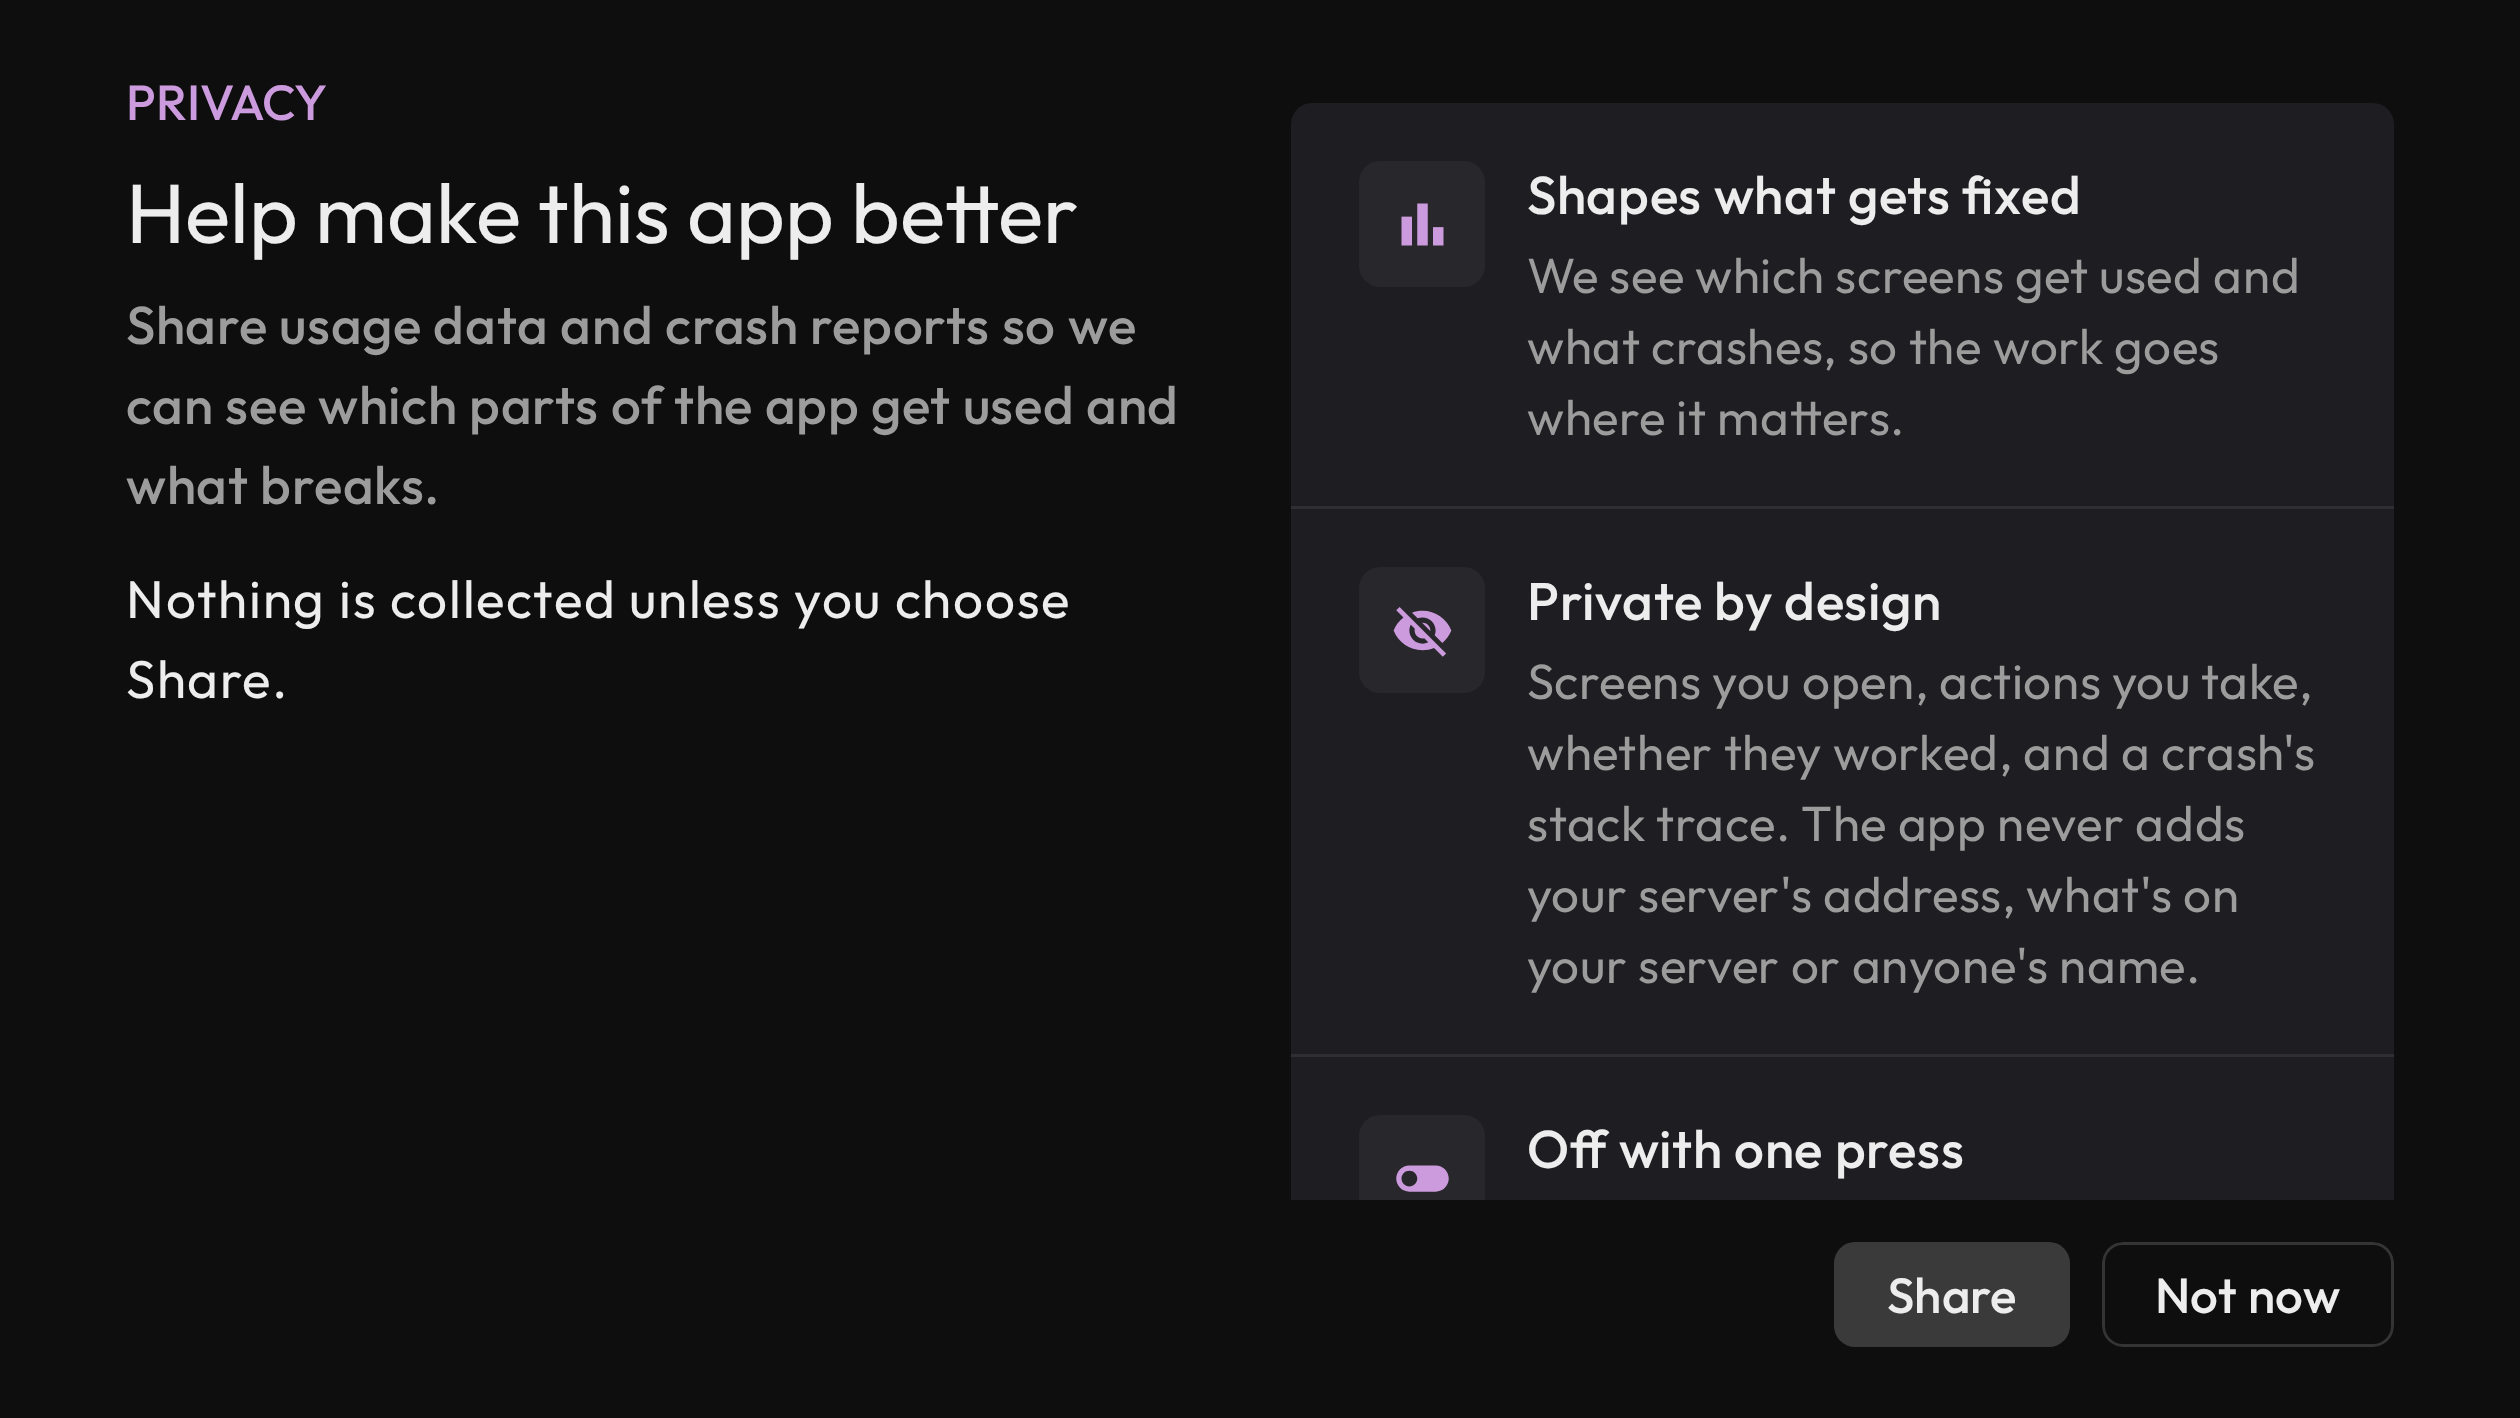 PRIVACY
Help make this app better
Share usage data and crash reports so we
can see which parts of the app get used and
what breaks.
Nothing is collected unless you choose
Share.
Shapes what gets fixed
We see which screens get used and
what crashes, so the work goes
where it matters.
Private by design
Screens you open, actions you take,
whether they worked, and a crash's
stack trace. The app never adds
your server's address, what's on
your server or anyone's name.
Off with one press
Share
Not now